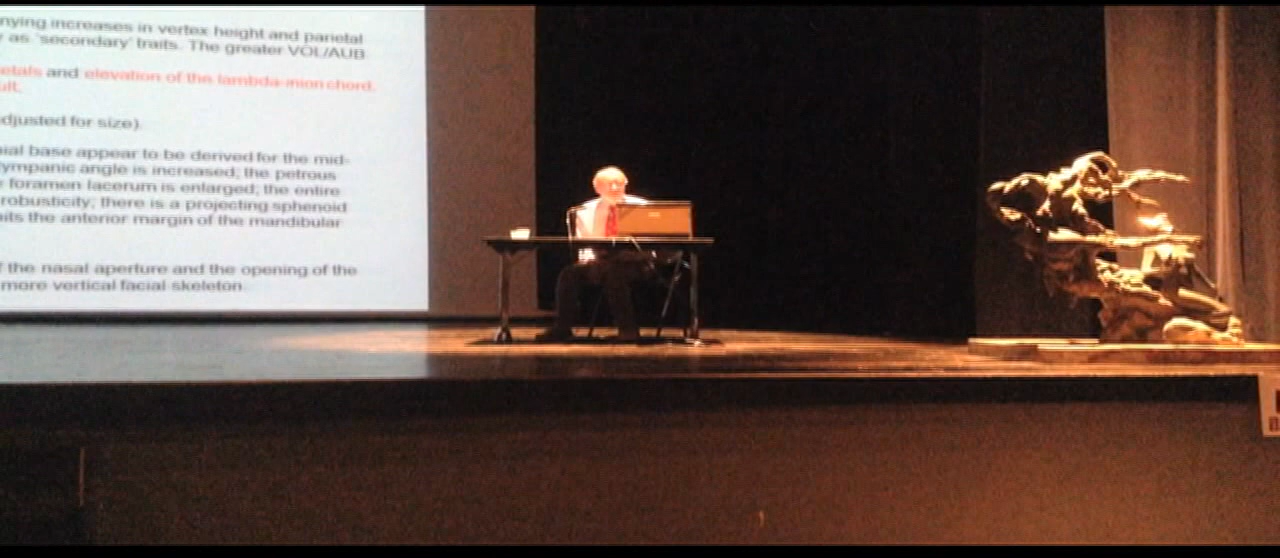 nying increases in vertex height and parietal
as 'secondary' traits. The greater VOL/AUB
etals and elevation of the lambda-inion chord.
ult.
djusted for size).
ial base appear to be derived for the mid-
ympanic angle is increased; the petrous
foramen lacerum is enlarged; the entire
robusticity; there is a projecting sphenoid
its the anterior margin of the mandibular
the nasal aperture and the opening of the
more vertical facial skeleton.